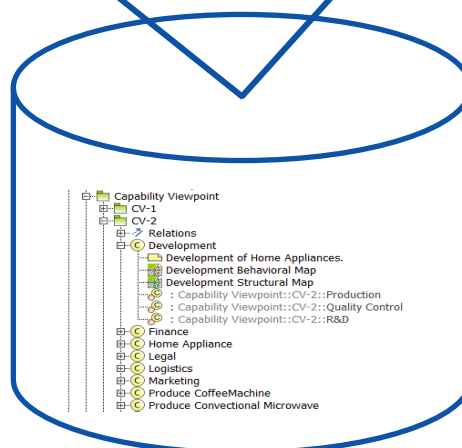 Capability Viewpoint
CV-1
CV-2
Relations
Development
Development of Home Appliances.
Development Behavioral Map
Development Structural Map
: Capability Viewpoint::CV-2::Production
: Capability Viewpoint::CV-2::Quality Control
: Capability Viewpoint::CV-2::R&D
Finance
Home Appliance
Legal
Logistics
Marketing
Produce CoffeeMachine
Produce Convectional Microwave